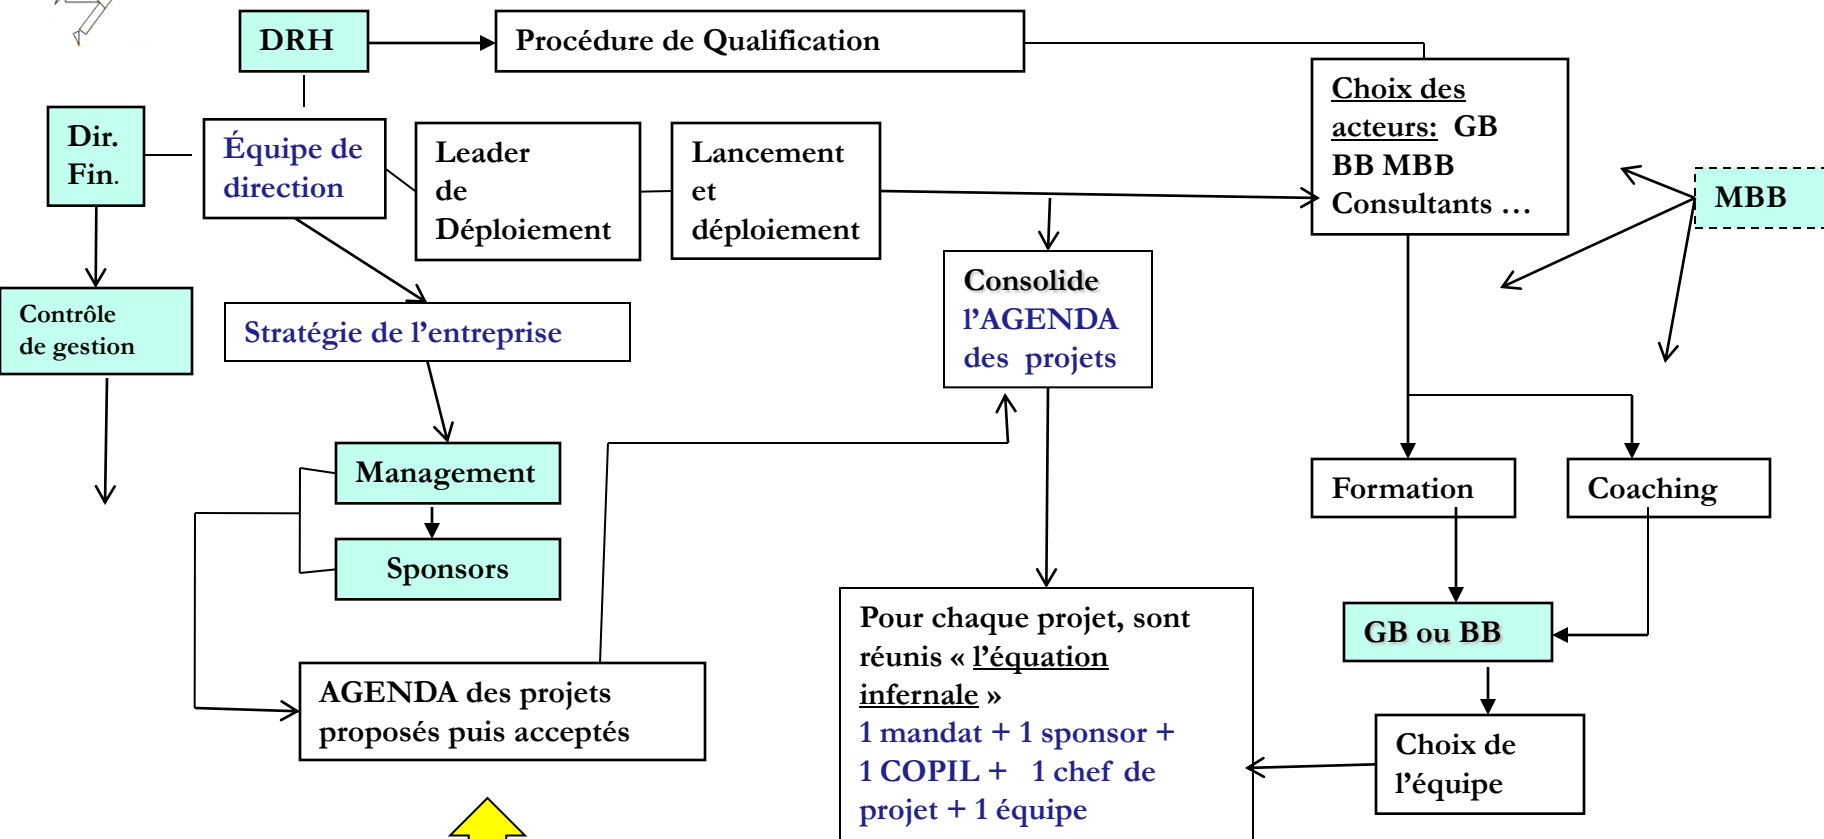 DRH
Procédure de Qualification
Choix des
acteurs: GB
BB MBB
Consultants …
Dir.
Fin.
Équipe de
direction
Leader
de
Déploiement
Lancement
et
déploiement
MBB
Contrôle
de gestion
Stratégie de l’entreprise
Consolide
l’AGENDA
des projets
Management
Sponsors
Formation
Coaching
GB ou BB
AGENDA des projets
proposés puis acceptés
Pour chaque projet, sont
réunis « l’équation
infernale »
1 mandat + 1 sponsor +
1 COPIL + 1 chef de
projet + 1 équipe
Choix de
l’équipe